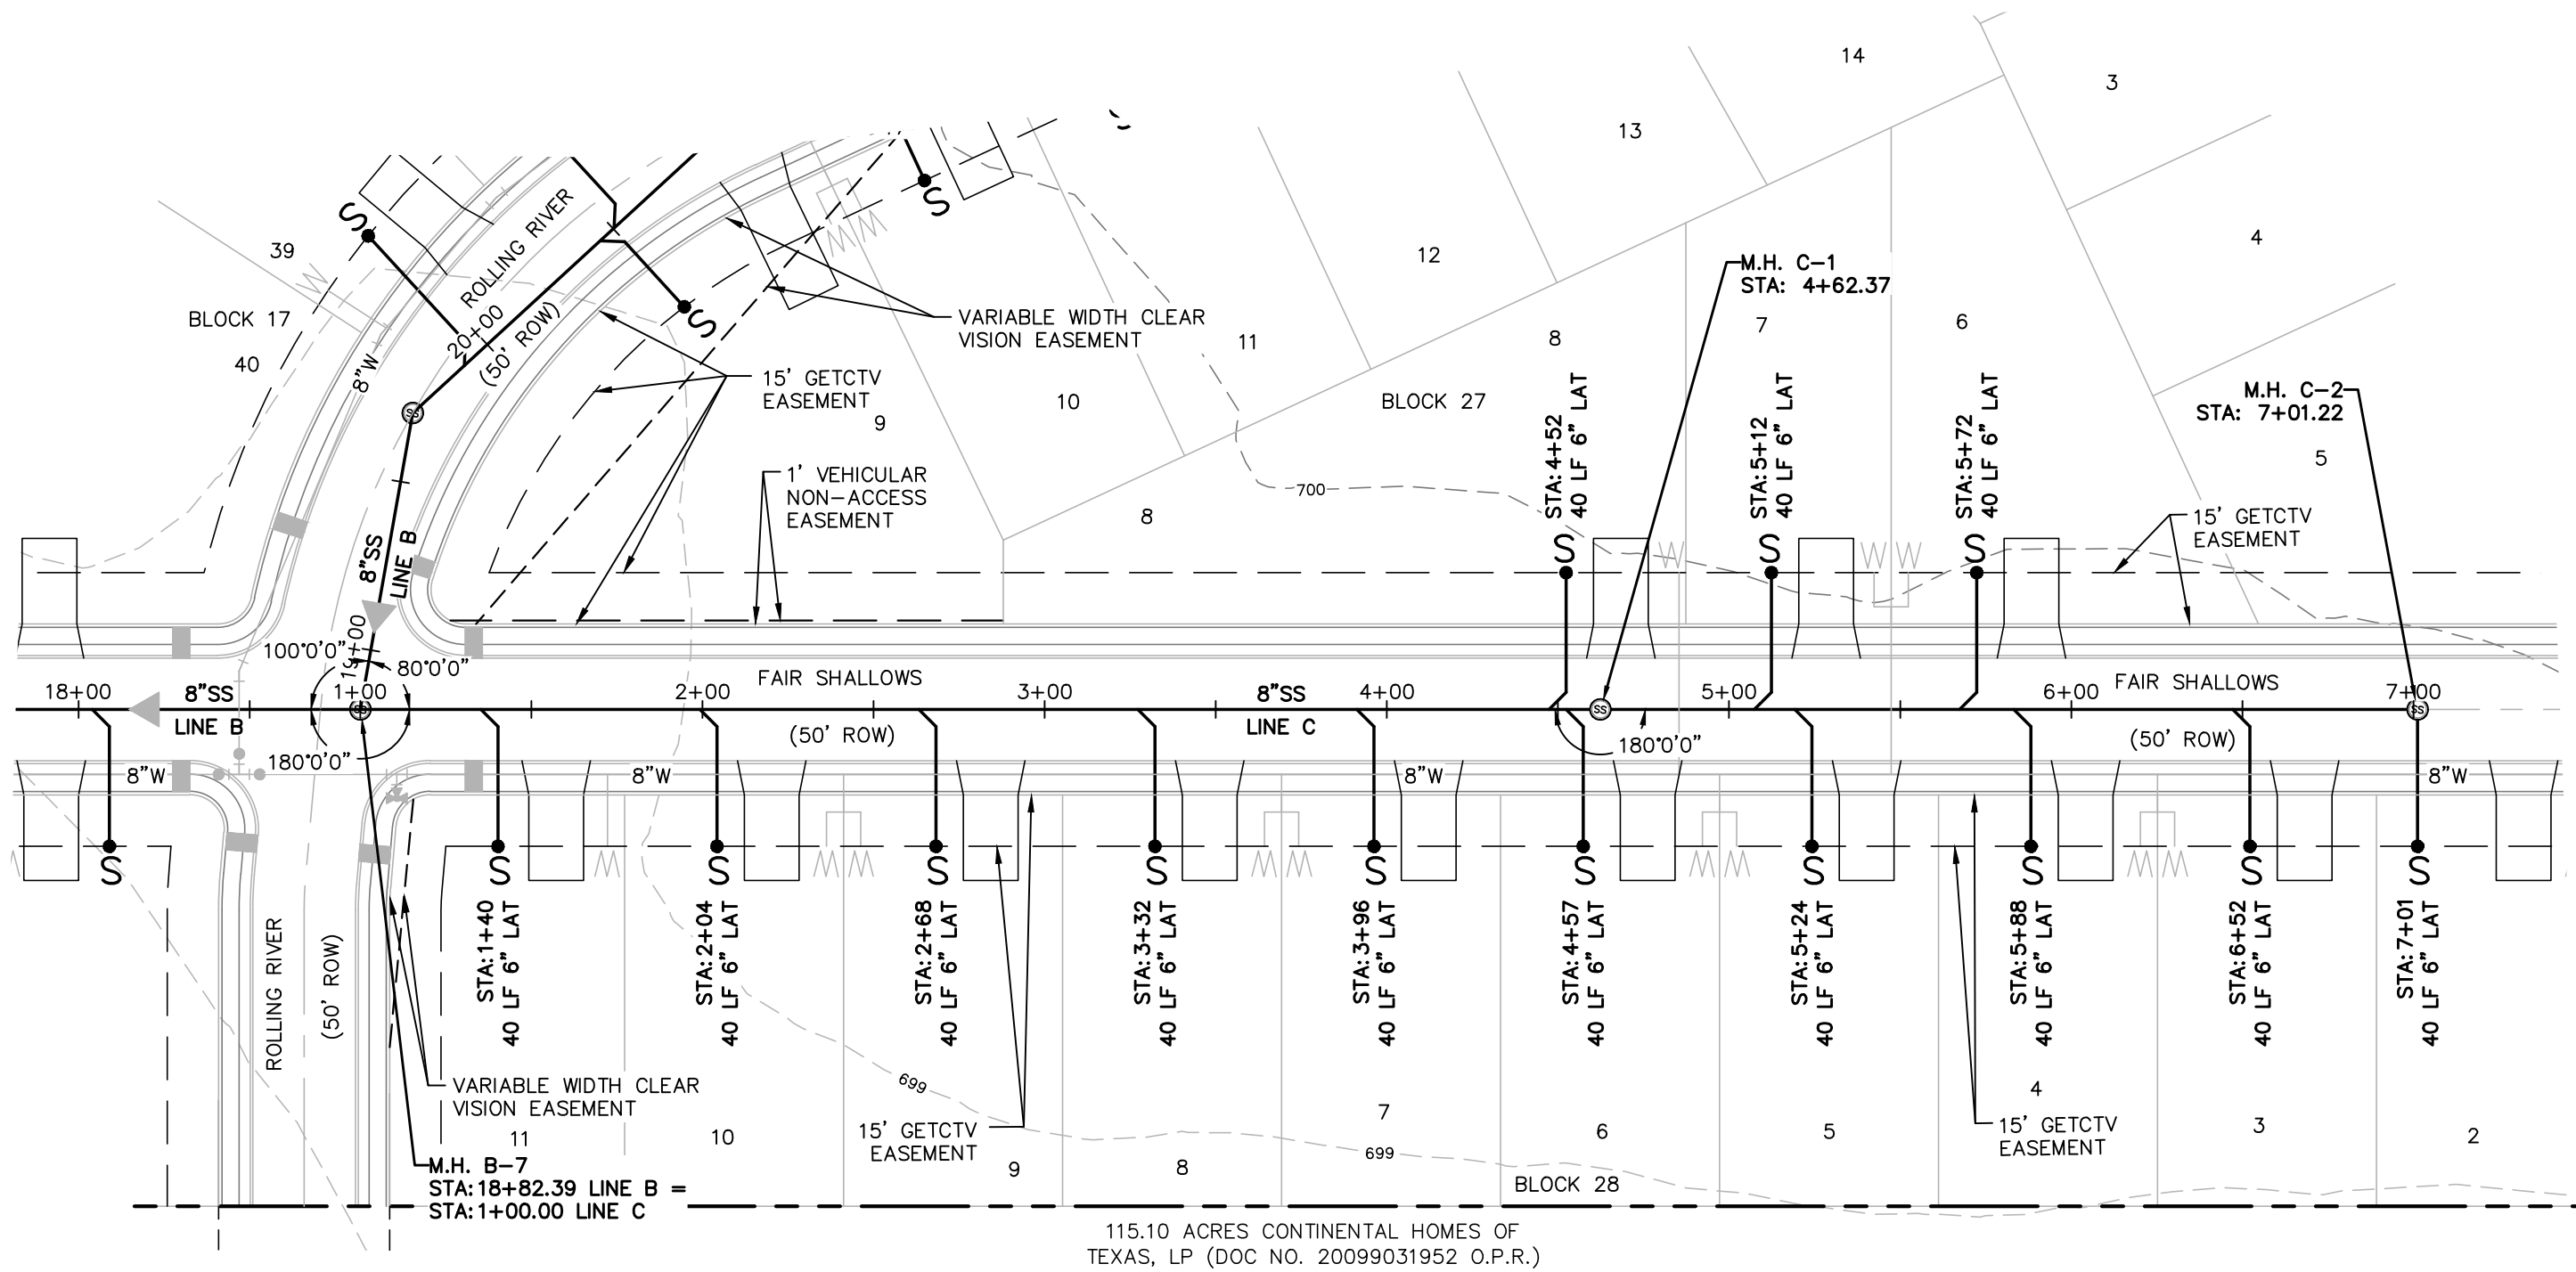 14
3
13
39
ROLLING RIVER
S
S
S
W
WW
12
4
M.H. C-1
STA: 4+62.37
BLOCK 17
40
8"W
20+00
(50' ROW)
VARIABLE WIDTH CLEAR
VISION EASEMENT
11
8
7
6
15' GETCTV
EASEMENT
9
10
BLOCK 27
M.H. C-2
STA: 7+01.22
5
SS
1' VEHICULAR
NON-ACCESS
EASEMENT
8
700
STA:4+52
40 LF 6" LAT
STA:5+12
40 LF 6" LAT
STA:5+72
40 LF 6" LAT
15' GETCTV
EASEMENT
S
S
S
W
W W
8"SS
LINE B
19+00
100°0'0"
80°0'0"
FAIR SHALLOWS
FAIR SHALLOWS
18+00
8"SS
LINE B
1+00
2+00
3+00
8"SS
LINE C
4+00
5+00
6+00
7+00
SS
SS
SS
(50' ROW)
180°0'0"
180°0'0"
(50' ROW)
8"W
8"W
8"W
8"W
W
W W
W W
W W
W W
S
S
S
S
S
S
S
S
S
S
S
STA:1+40
40 LF 6" LAT
STA:2+04
40 LF 6" LAT
STA:2+68
40 LF 6" LAT
STA:3+32
40 LF 6" LAT
STA:3+96
40 LF 6" LAT
STA:4+57
40 LF 6" LAT
STA:5+24
40 LF 6" LAT
STA:5+88
40 LF 6" LAT
STA:6+52
40 LF 6" LAT
STA:7+01
40 LF 6" LAT
ROLLING RIVER
(50' ROW)
VARIABLE WIDTH CLEAR
VISION EASEMENT
699
699
11
10
9
8
7
6
5
4
3
2
15' GETCTV
EASEMENT
15' GETCTV
EASEMENT
M.H. B-7
STA:18+82.39 LINE B =
STA:1+00.00 LINE C
BLOCK 28
115.10 ACRES CONTINENTAL HOMES OF
TEXAS, LP (DOC NO. 20099031952 O.P.R.)